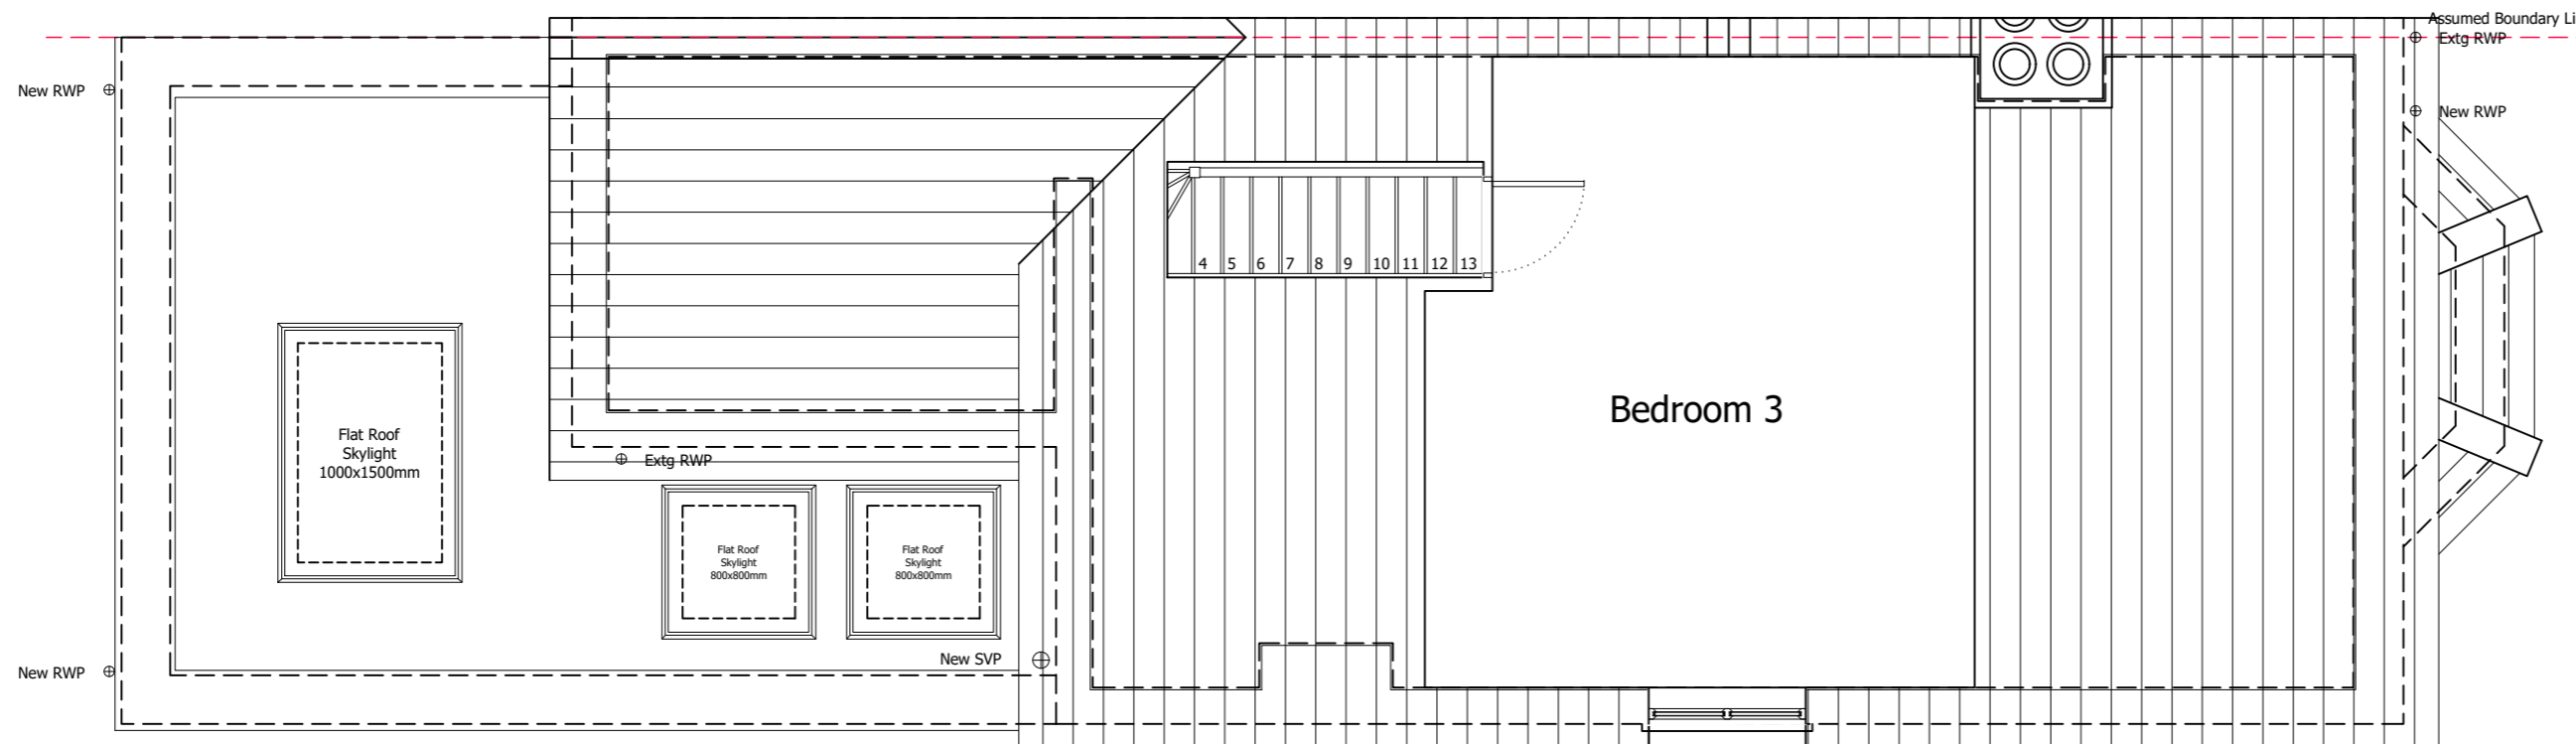 Assumed Boundary Li
Extg RWP
New RWP
New RWP
4 5 6 7 8 9 10 11 12 13
Bedroom 3
Flat Roof
Skylight
1000x1500mm
Extg RWP
Flat Roof
Skylight
800x800mm
Flat Roof
Skylight
800x800mm
New SVP
New RWP